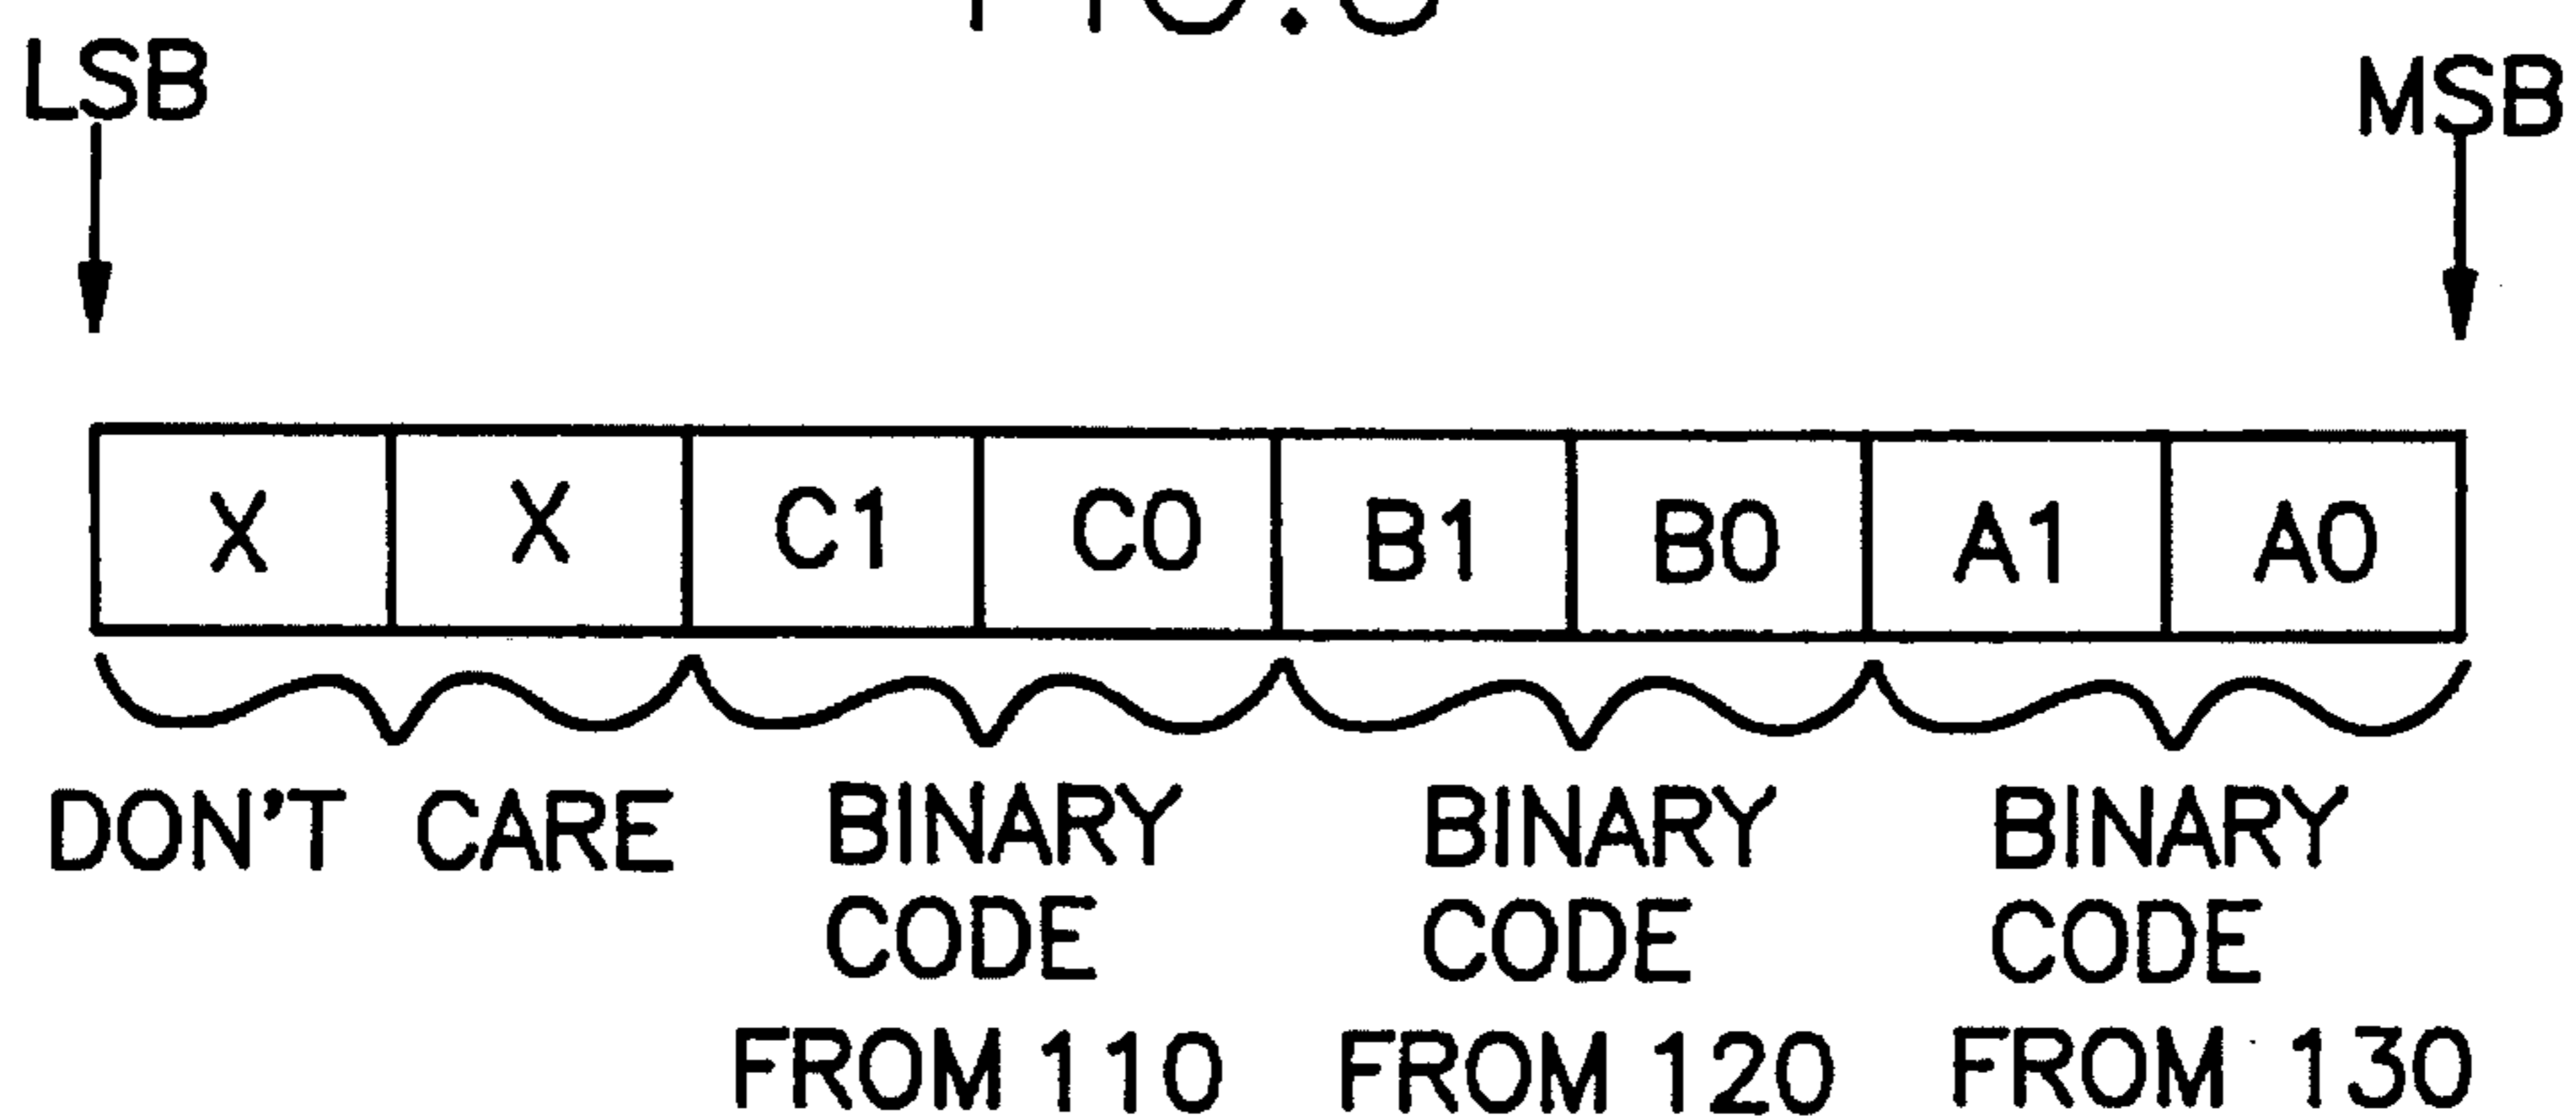 LSB MSB
X X C1 C0 B1 B0 A1 A0
DON'T CARE
BINARY
CODE
FROM 110
BINARY
CODE
FROM 120
BINARY
CODE
FROM 130